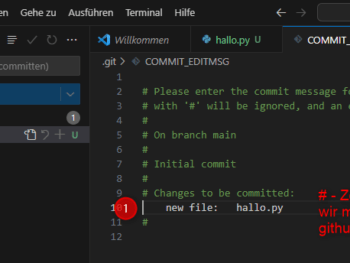 en Gehe zu Ausführen Terminal Hilfe
Willkommen
hallo.py U
COMMIT_
committen)
.git > COMMIT_EDITMSG
1
1
2 # Please enter the commit message fo
3 # with '#' will be ignored, and an e
U
4 #
5 # On branch main
6 #
7 # Initial commit
8 #
9 # Changes to be committed:
10 new file: hallo.py
1
11 #
12
# - Z
wir m
githu